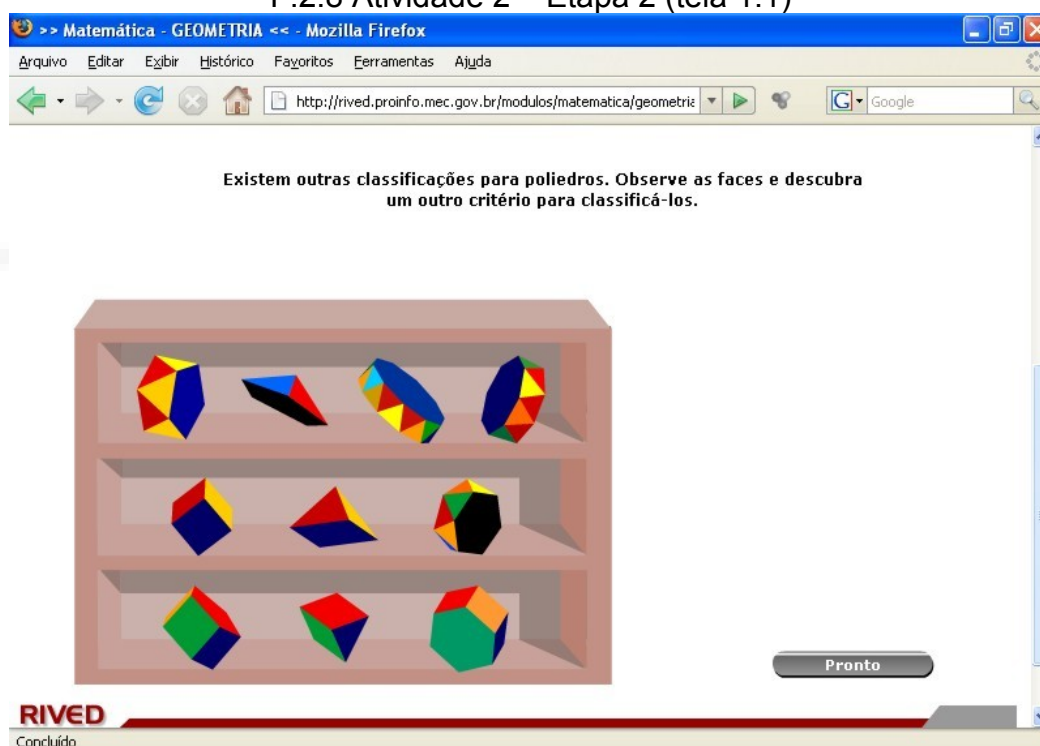 >> Matemática - GEOMETRIA << - Mozilla Firefox
Arquivo Editar Exibir Histórico Favoritos Ferramentas Ajuda
http://rived.proinfo.mec.gov.br/modulos/matematica/geometria
G Google
Existem outras classificações para poliedros. Observe as faces e descubra
um outro critério para classificá-los.
Pronto
RIVED
Concluído